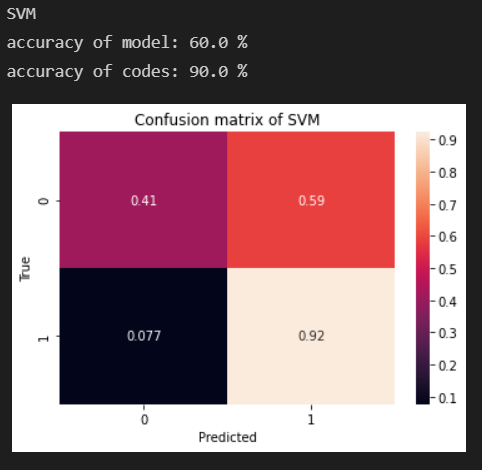 SVM
accuracy of model: 60.0 %
accuracy of codes: 90.0 %
Confusion matrix of SVM
0.9
0.8
0 0.41 0.59
0.7
0.6
True
0.5
0.4
0.3
1 0.077 0.92
0.2
0.1
0 1
Predicted